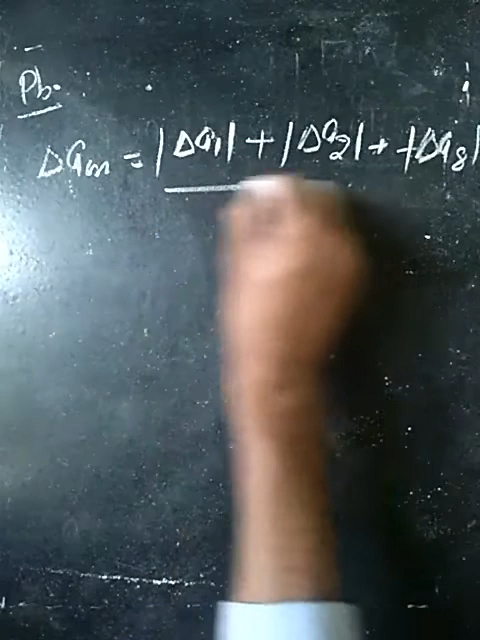 Pb.
Δam = |Δa1| + |Δa2| + |Δa8|